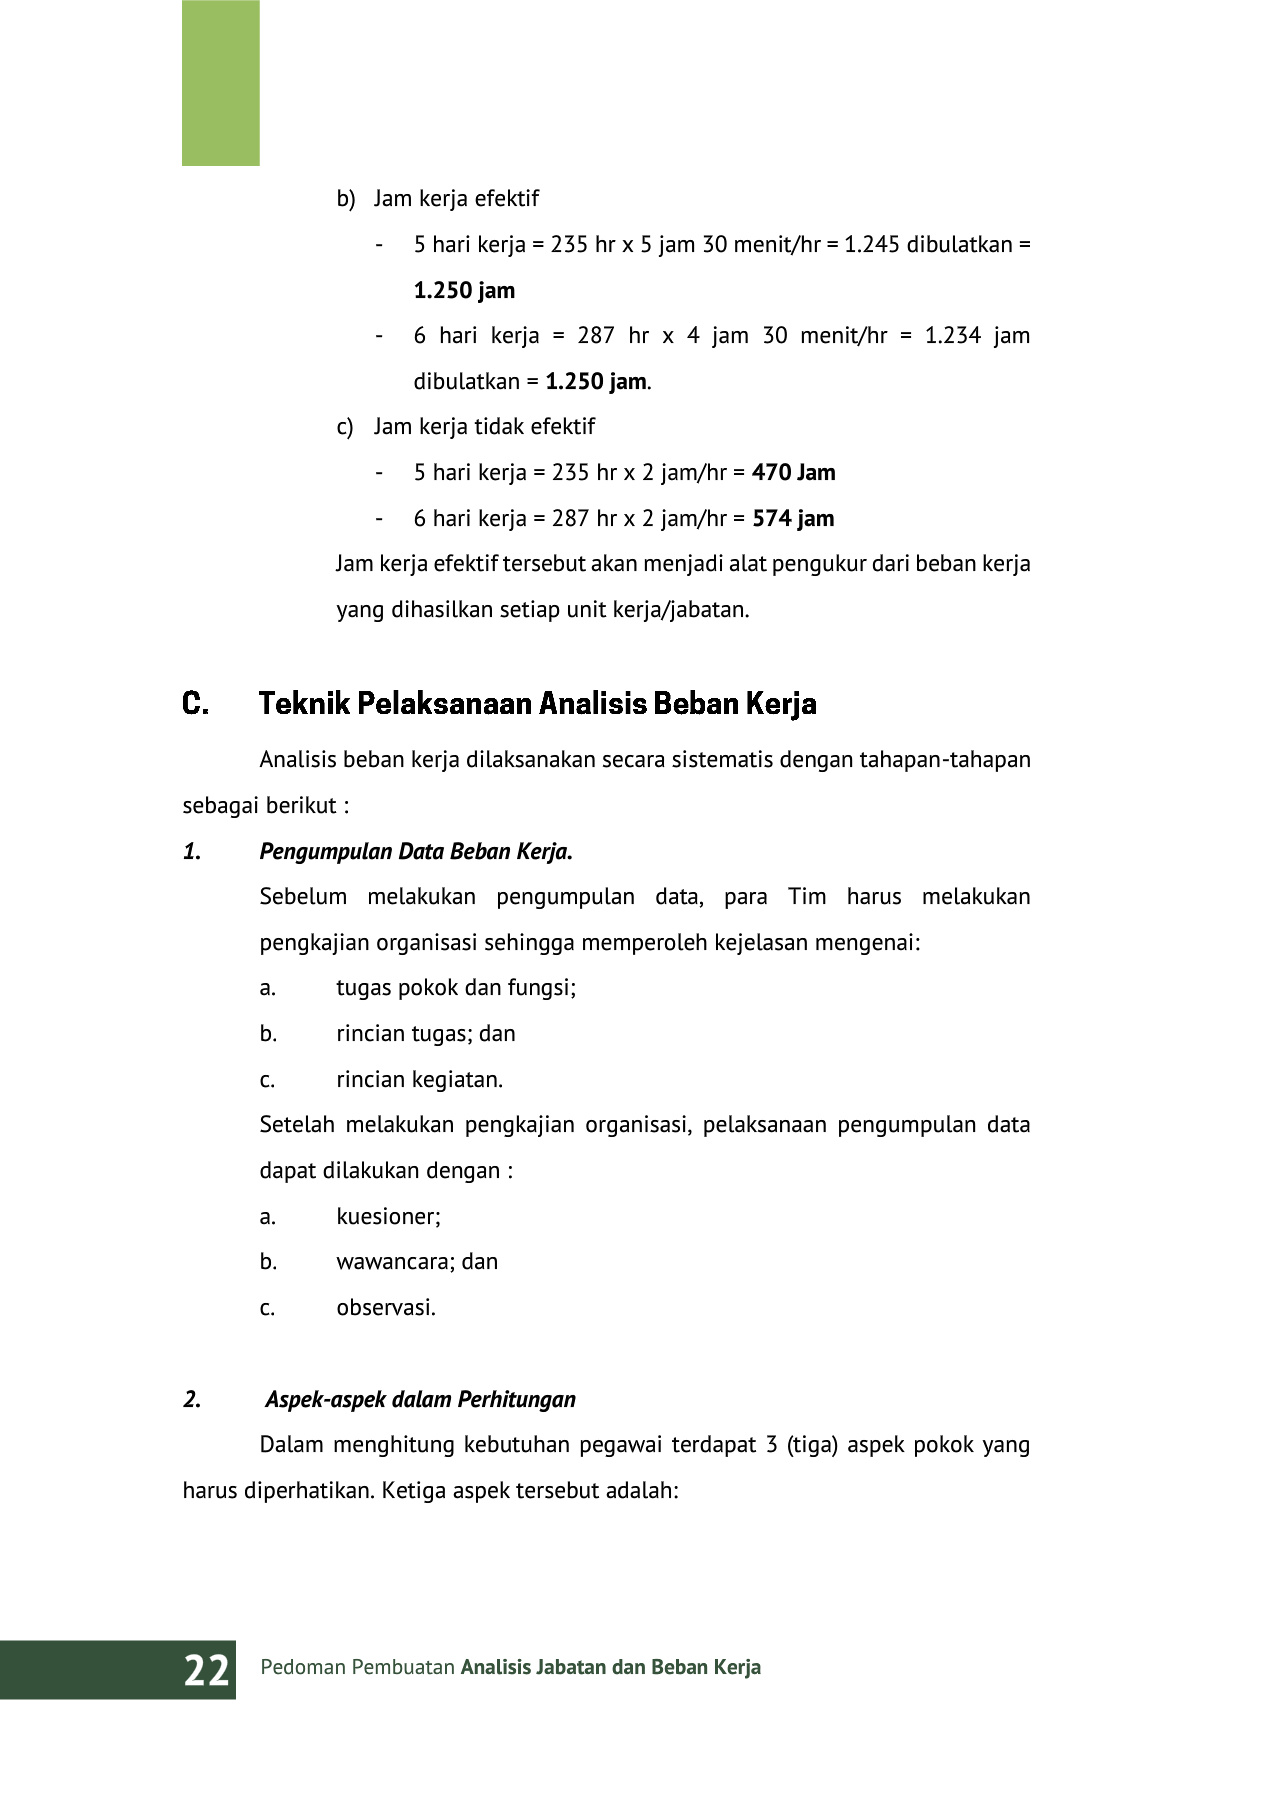 b) Jam kerja efektif
- 5 hari kerja = 235 hr x 5 jam 30 menit/hr = 1.245 dibulatkan =
1.250 jam
- 6 hari kerja = 287 hr x 4 jam 30 menit/hr = 1.234 jam
dibulatkan = 1.250 jam.
c) Jam kerja tidak efektif
- 5 hari kerja = 235 hr x 2 jam/hr = 470 Jam
- 6 hari kerja = 287 hr x 2 jam/hr = 574 jam
Jam kerja efektif tersebut akan menjadi alat pengukur dari beban kerja
yang dihasilkan setiap unit kerja/jabatan.
C. Teknik Pelaksanaan Analisis Beban Kerja
Analisis beban kerja dilaksanakan secara sistematis dengan tahapan-tahapan
sebagai berikut :
1. Pengumpulan Data Beban Kerja.
Sebelum melakukan pengumpulan data, para Tim harus melakukan
pengkajian organisasi sehingga memperoleh kejelasan mengenai:
a. tugas pokok dan fungsi;
b. rincian tugas; dan
c. rincian kegiatan.
Setelah melakukan pengkajian organisasi, pelaksanaan pengumpulan data
dapat dilakukan dengan :
a. kuesioner;
b. wawancara; dan
c. observasi.
2. Aspek-aspek dalam Perhitungan
Dalam menghitung kebutuhan pegawai terdapat 3 (tiga) aspek pokok yang
harus diperhatikan. Ketiga aspek tersebut adalah:
22 Pedoman Pembuatan Analisis Jabatan dan Beban Kerja